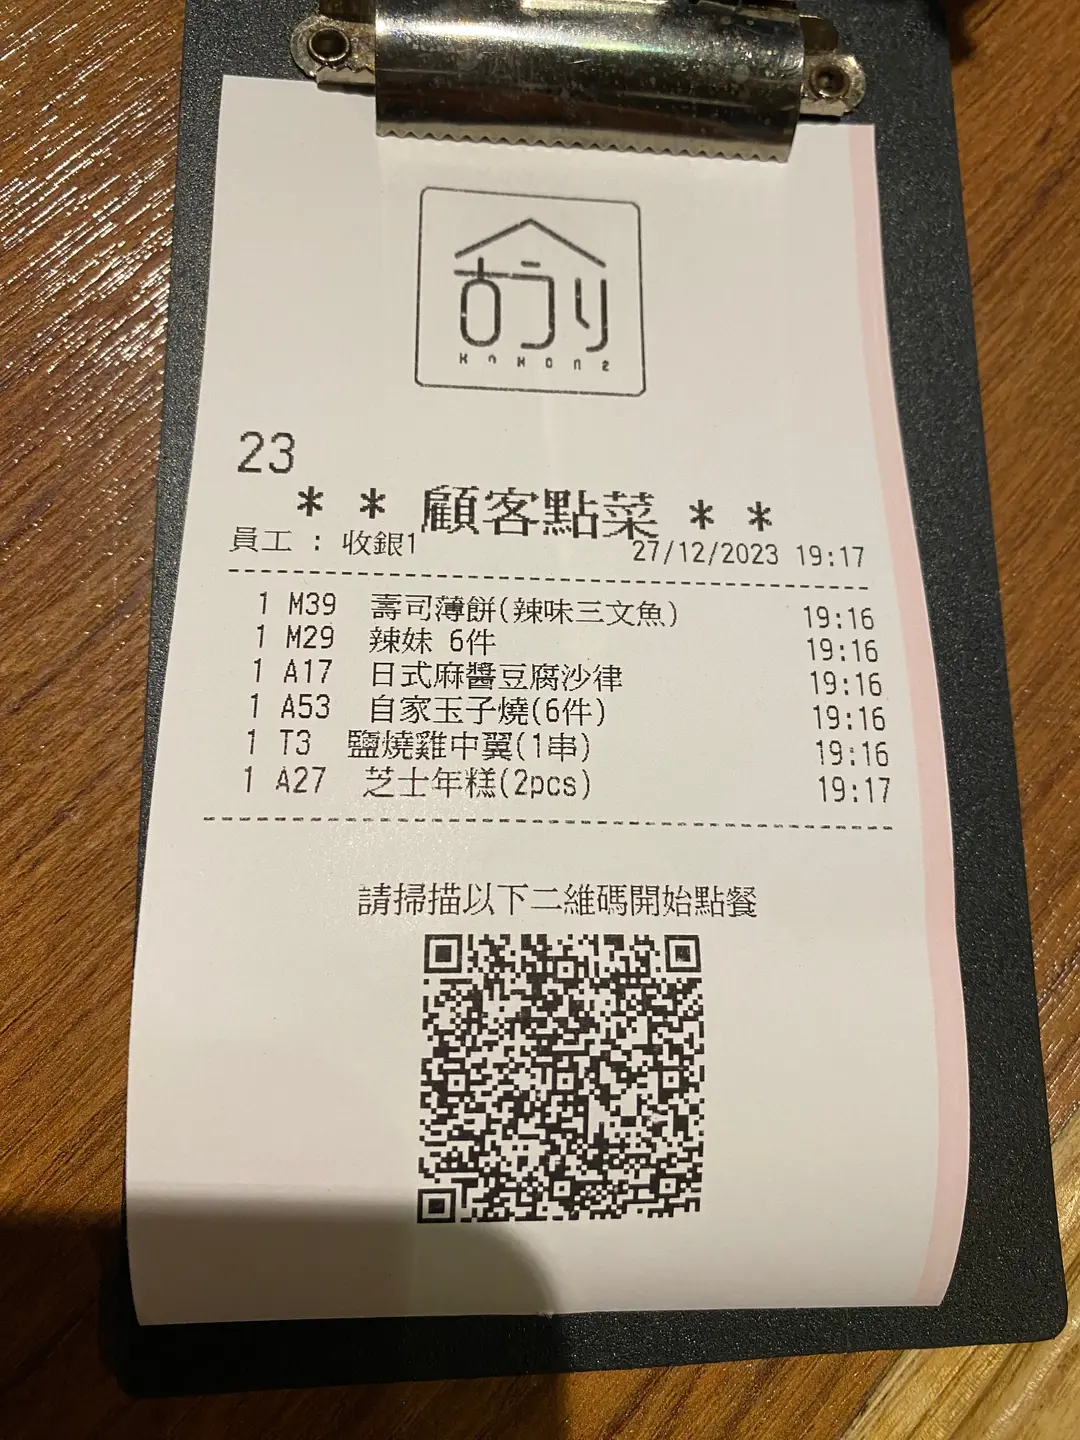 23
* * 顧客點菜 * *
員工 : 收銀1 27/12/2023 19:17
1 M39 壽司薄餅(辣味三文魚) 19:16
1 M29 辣妹 6件 19:16
1 A17 日式麻醬豆腐沙律 19:16
1 A53 自家玉子燒(6件) 19:16
1 T3 鹽燒雞中翼(1串) 19:16
1 A27 芝士年糕(2pcs) 19:17
請掃描以下二維碼開始點餐